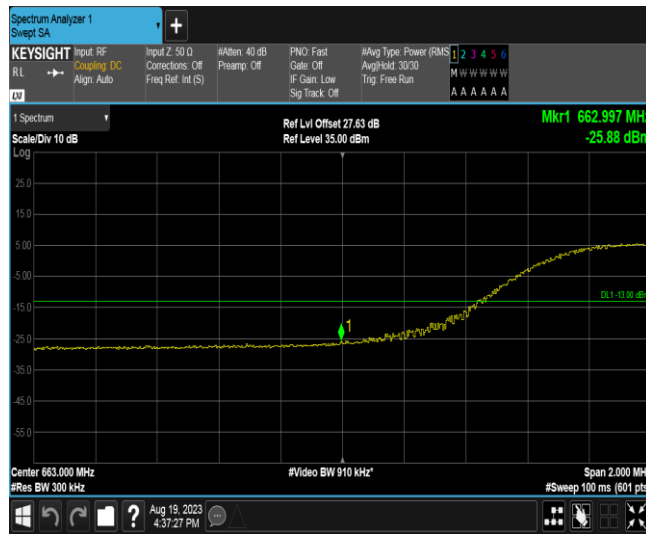 Spectrum Analyzer 1
Swept SA
KEYSIGHT
RL
LXI
Input: RF
Coupling: DC
Align: Auto
Input Z: 50 Ω
Corrections: Off
Freq Ref: Int (S)
#Atten: 40 dB
Preamp: Off
PNO: Fast
Gate: Off
IF Gain: Low
Sig Track: Off
#Avg Type: Power (RMS
Avg|Hold: 30/30
Trig: Free Run
1 2 3 4 5 6
M W W W W W
A A A A A A
1 Spectrum
Scale/Div 10 dB
Log
Ref Lvl Offset 27.63 dB
Ref Level 35.00 dBm
Mkr1 662.997 MHz
-25.88 dBm
25.0
15.0
5.00
-5.00
-15.0
-25.0
-35.0
-45.0
-55.0
DL1 -13.00 dBm
1
Center 663.000 MHz
#Res BW 300 kHz
#Video BW 910 kHz*
Span 2.000 MHz
#Sweep 100 ms (601 pts
?
Aug 19, 2023
4:37:27 PM